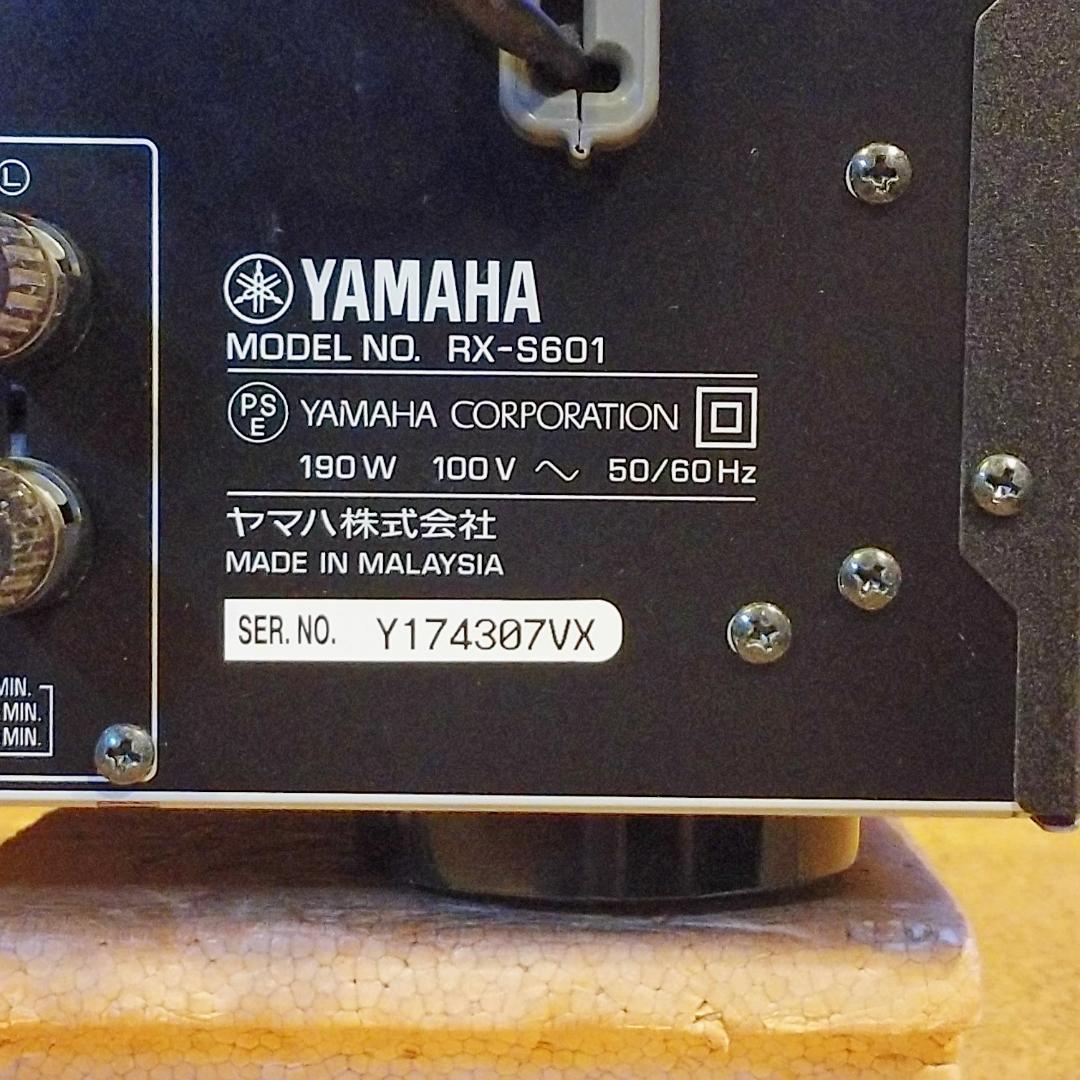 L
YAMAHA
MODEL NO. RX-S601
PSE YAMAHA CORPORATION
190W 100V ~ 50/60Hz
ヤマハ株式会社
MADE IN MALAYSIA
SER. NO. Y174307VX
MIN.
MIN.
MIN.